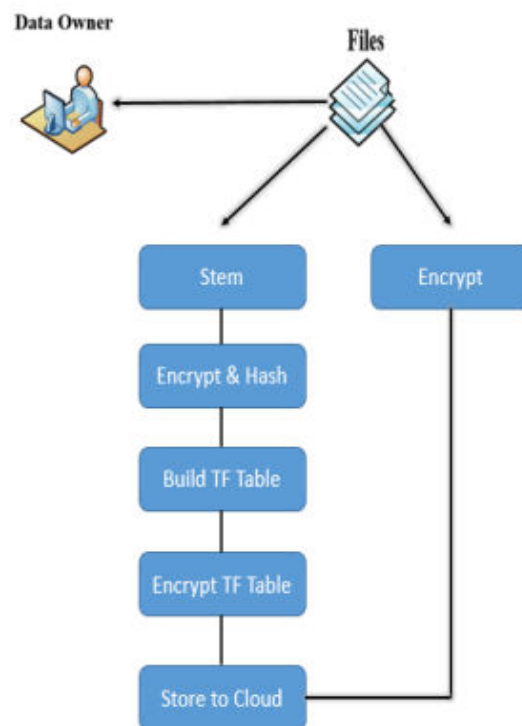 Data Owner
Files
Stem
Encrypt
Encrypt & Hash
Build TF Table
Encrypt TF Table
Store to Cloud